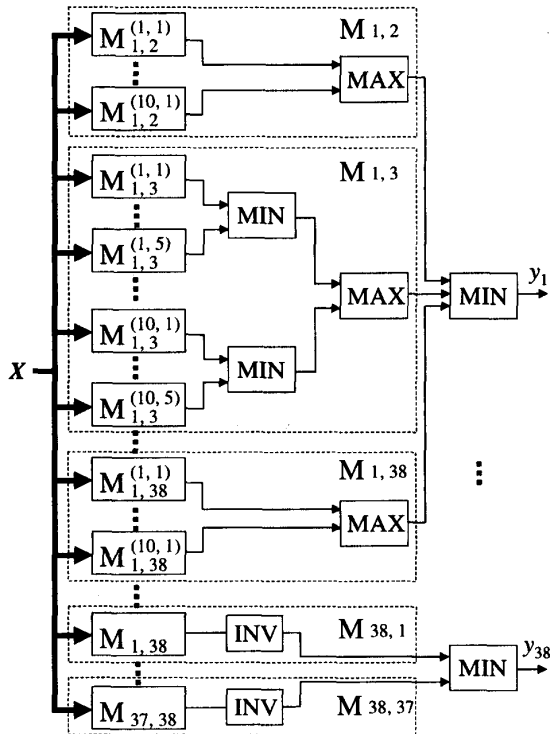 M 1, 2
M (1, 1) 1, 2
MAX
M (10, 1) 1, 2
M 1, 3
M (1, 1) 1, 3
MIN
M (1, 5) 1, 3
MAX
MIN
y1
M (10, 1) 1, 3
MIN
X
M (10, 5) 1, 3
M 1, 38
M (1, 1) 1, 38
MAX
M (10, 1) 1, 38
M 1, 38
INV
M 38, 1
MIN
y38
M 37, 38
INV
M 38, 37